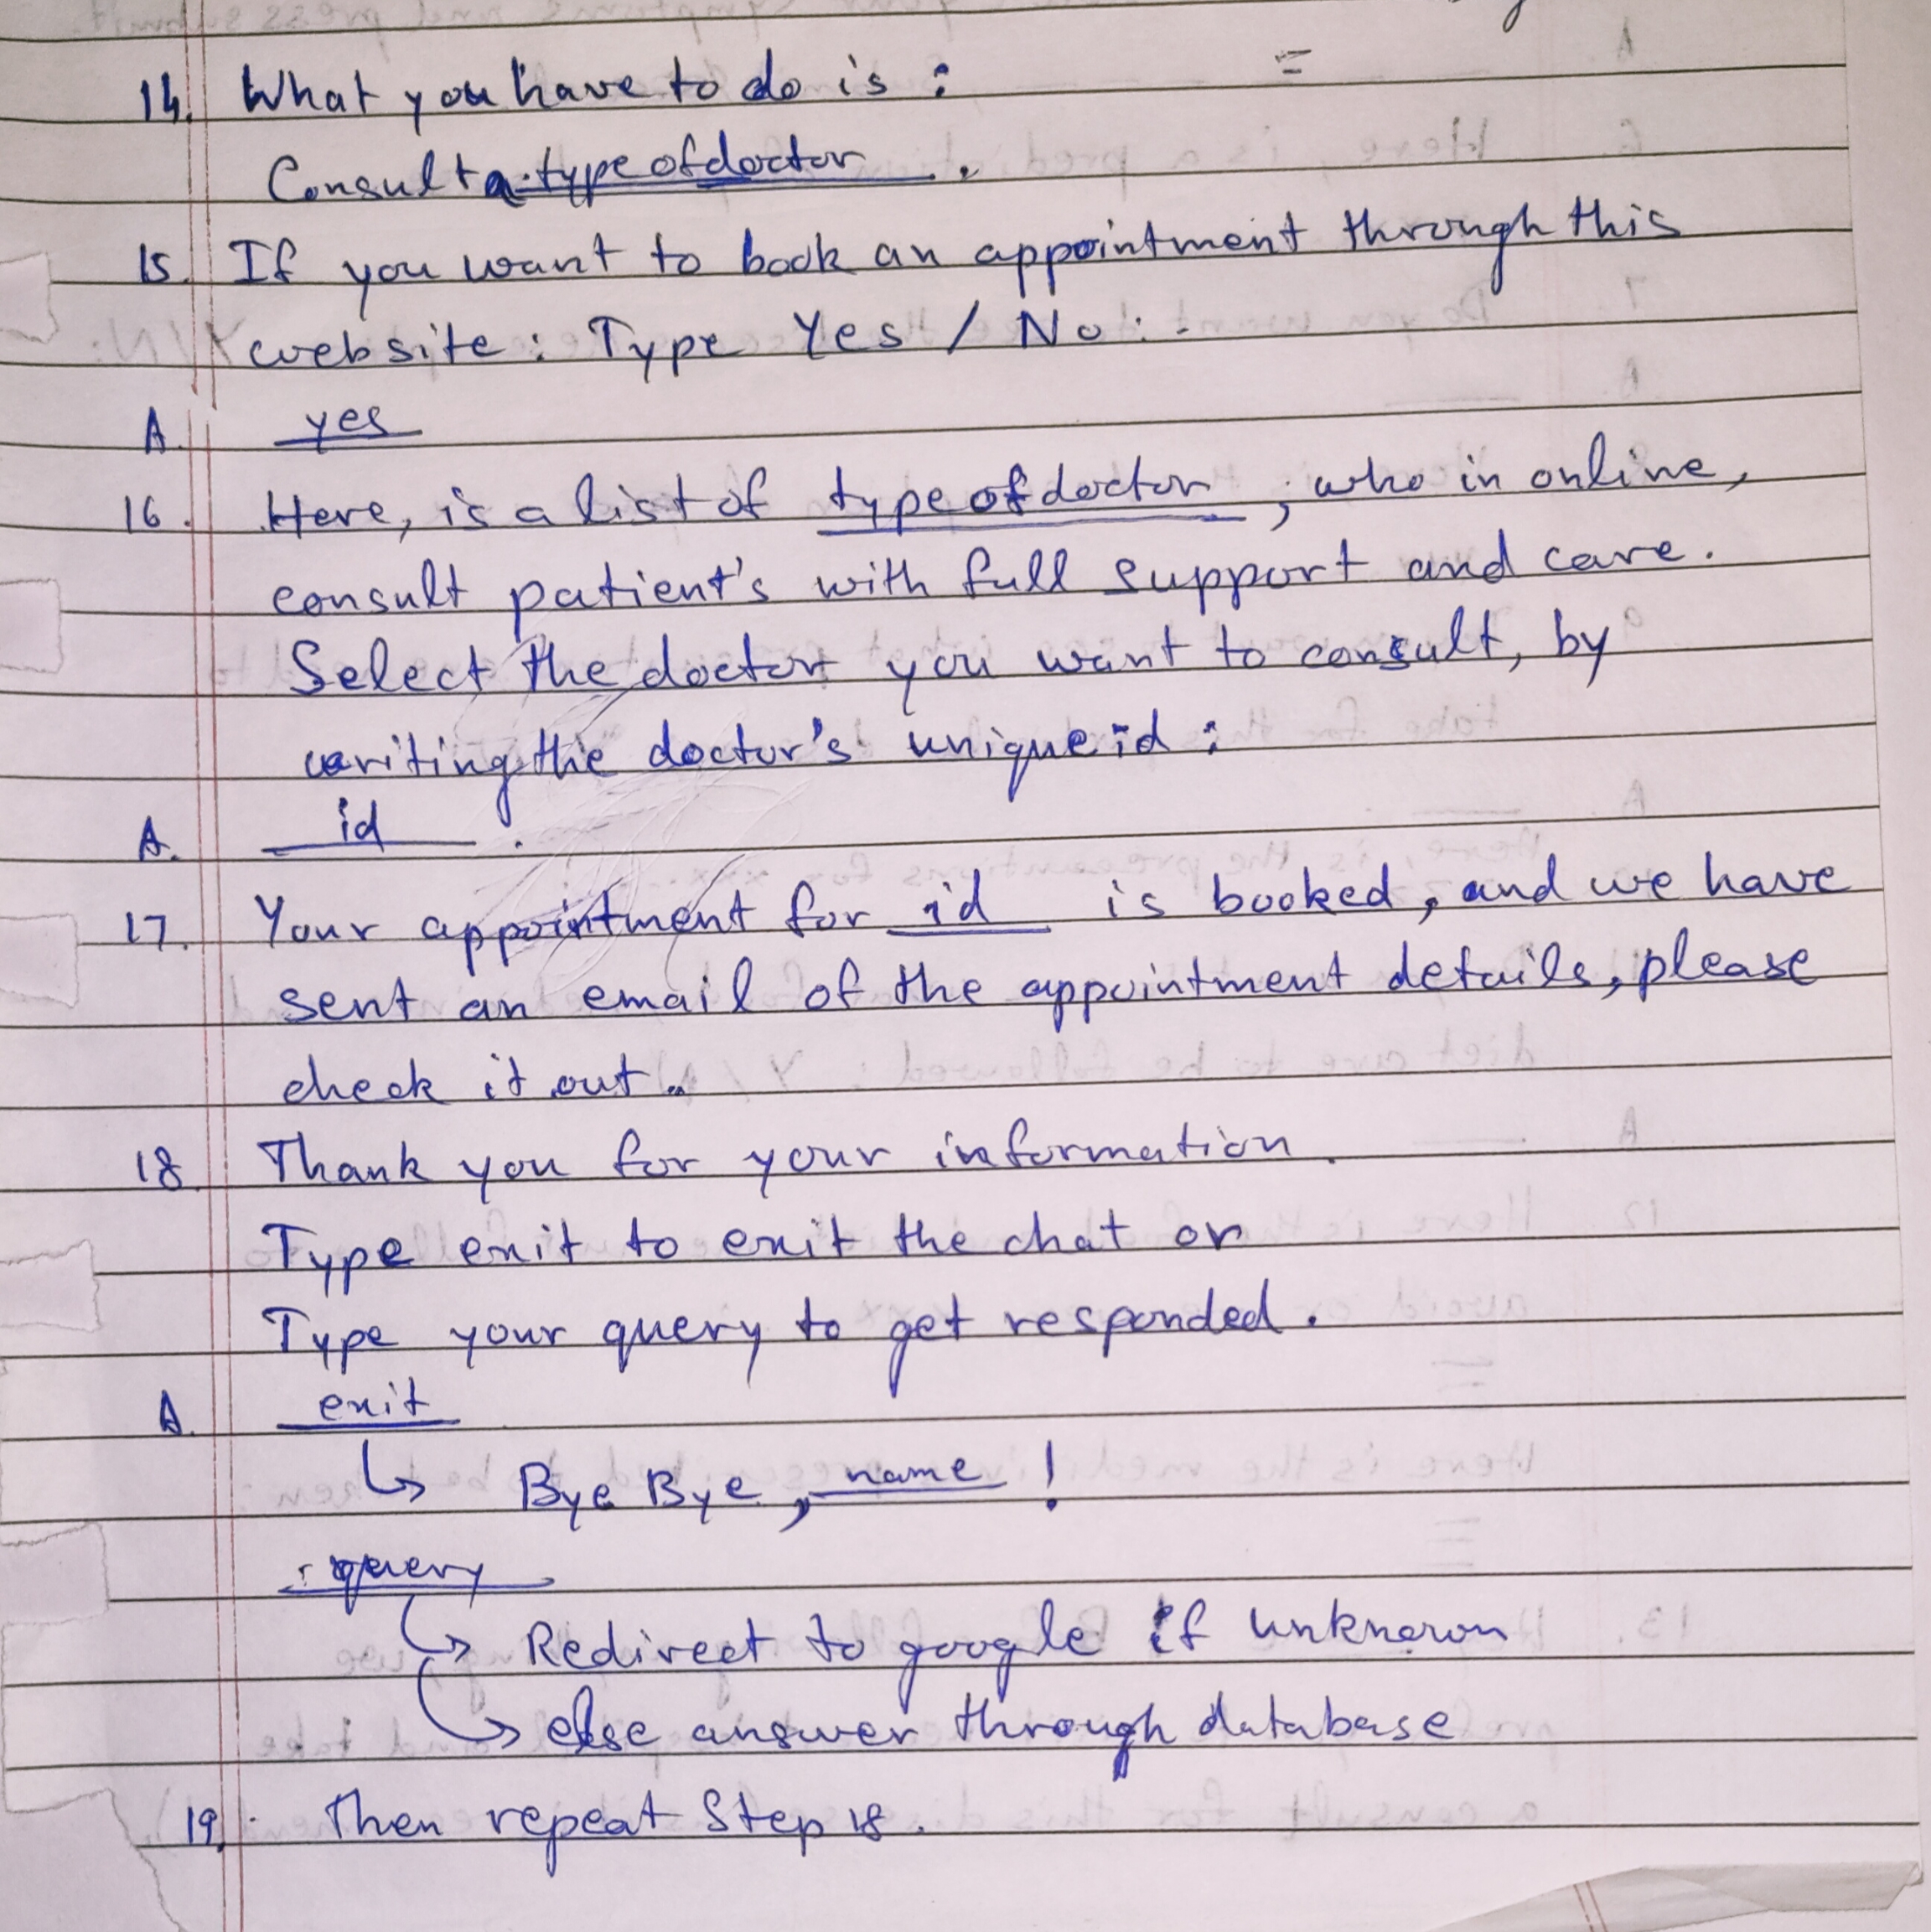 14. What you have to do is :
Consult a type of doctor .
15. If you want to book an appointment through this
website : Type Yes / No : -
A. yes
16. Here, is a list of type of doctor , who in online,
consult patient's with full support and care.
Select the doctor you want to consult, by
writing the doctor's unique id :
A. id .
17. Your appointment for id is booked, and we have
sent an email of the appointment details, please
check it out.
18. Thank you for your information.
Type exit to exit the chat or
Type your query to get responded.
A. exit
↳ Bye Bye, name !
query
↳ Redirect to google if unknown
↳ else answer through database
19. Then repeat Step 18.